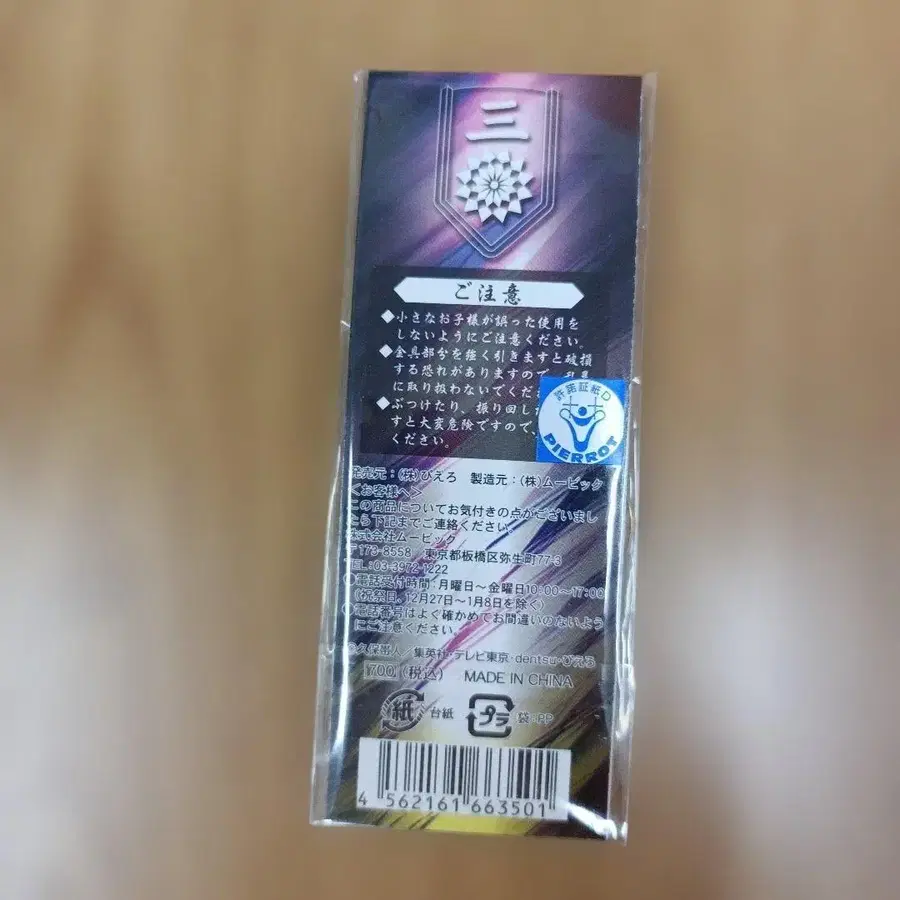 三
ご注意
◆小さなお子様が誤った使用を
しないようにご注意ください。
◆金具部分を強く引きますと破損
する恐れがありますので、
に取り扱わないでくだ
◆ぶつけたり、振り回した
すと大変危険ですので、
ください。
許諾証紙D
PIERROT
発売元:(株)ぴえろ 製造元:(株)ムービック
<お客様へ>
この商品についてお気付きの点がございまし
たら下記までご連絡ください。
株式会社ムービック
〒173-8558 東京都板橋区弥生町77-3
TEL:03-3972-1222
電話受付時間:月曜日～金曜日10:00～17:00
(祝祭日、12月27日～1月8日を除く)
電話番号はよく確かめてお間違いのないよう
にご注意ください。
©久保帯人/集英社・テレビ東京・dentsu・ぴえろ
700(税込) MADE IN CHINA
紙 台紙 プラ 袋:PP
4 562161 663501